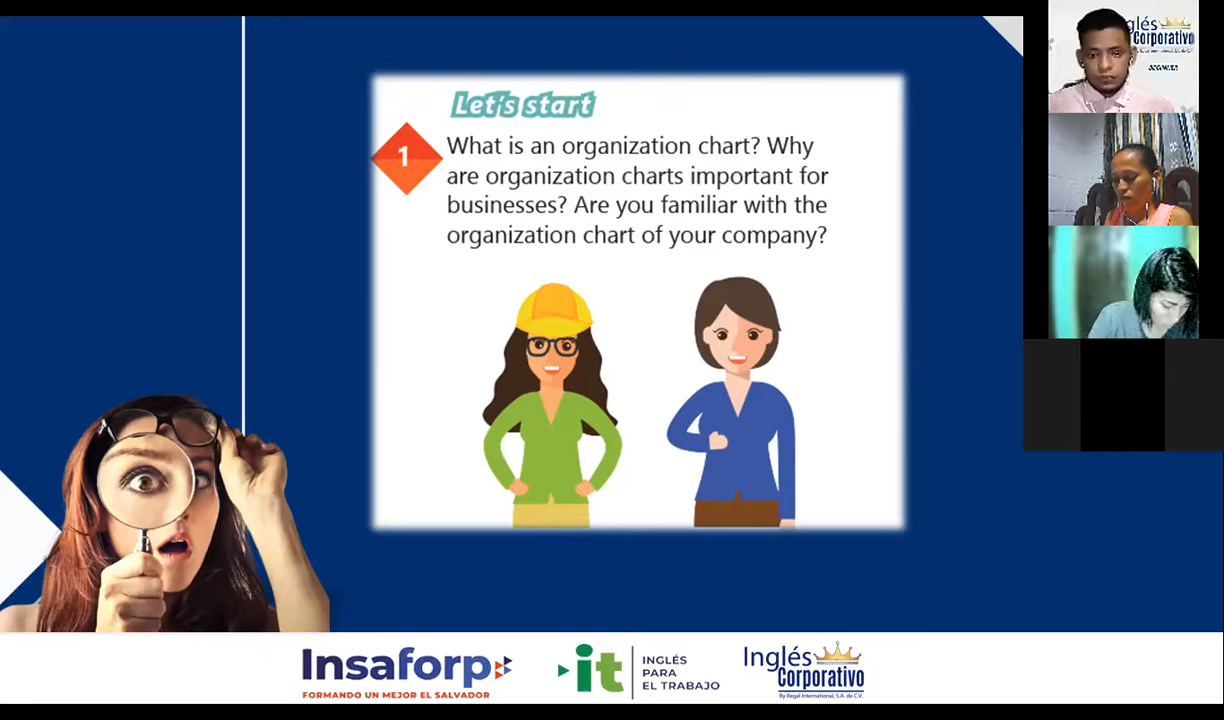 Let's start
1
What is an organization chart? Why
are organization charts important for
businesses? Are you familiar with the
organization chart of your company?
glés
Corporativo
BEGINNER
Insaforp
FORMANDO UN MEJOR EL SALVADOR
it
INGLÉS
PARA
EL TRABAJO
Inglés
Corporativo
By Regal International, S.A. de C.V.